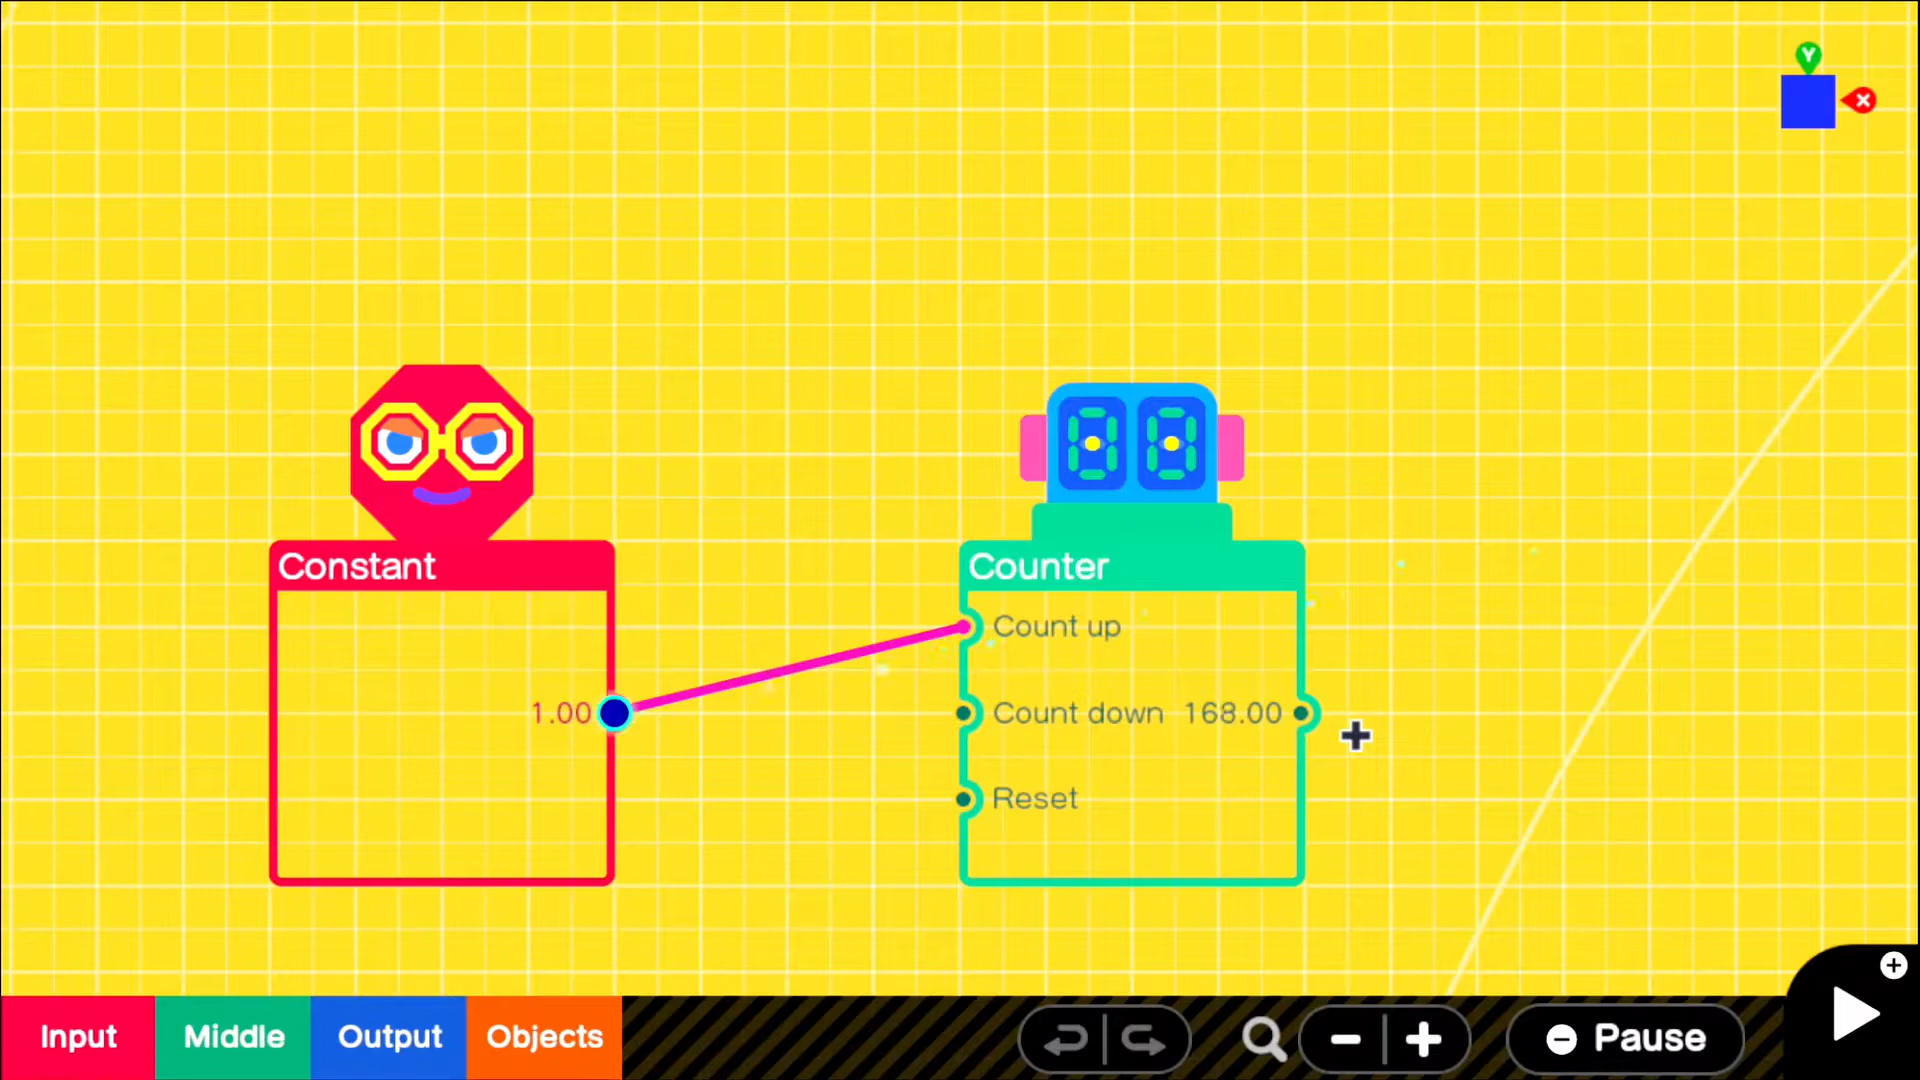 Y
X
Constant
Counter
Count up
1.00
Count down 168.00
Reset
Input
Middle
Output
Objects
Pause